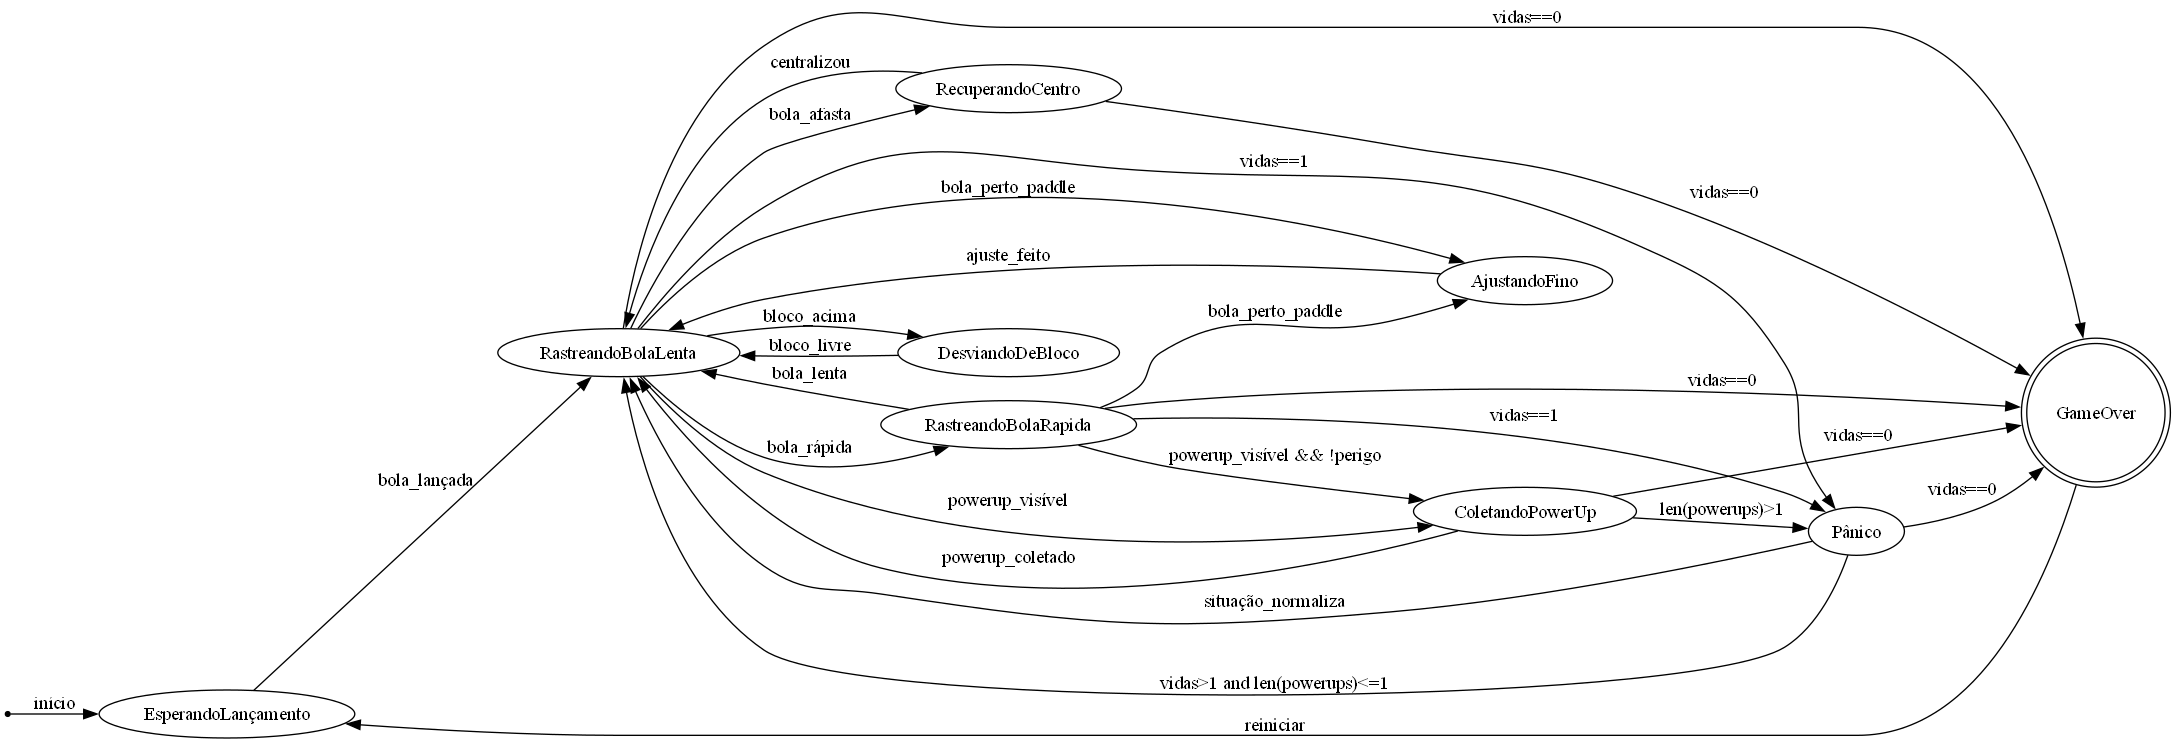 vidas==0
centralizou
RecuperandoCentro
bola_afasta
vidas==1
bola_perto_paddle
vidas==0
ajuste_feito
AjustandoFino
bola_perto_paddle
bloco_acima
RastreandoBolaLenta
bloco_livre
DesviandoDeBloco
bola_lenta
vidas==0
GameOver
RastreandoBolaRapida
vidas==1
vidas==0
bola_rápida
powerup_visível && !perigo
bola_lançada
powerup_visível
ColetandoPowerUp
len(powerups)>1
vidas==0
Pânico
powerup_coletado
situação_normaliza
vidas>1 and len(powerups)<=1
início
EsperandoLançamento
reiniciar